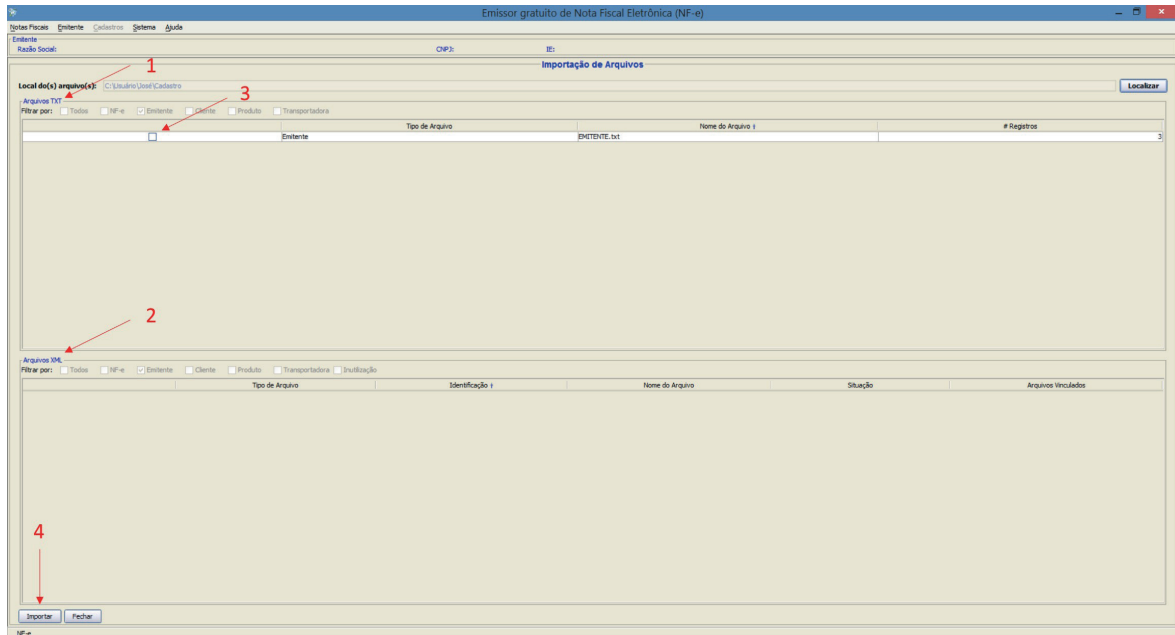 Emissor gratuito de Nota Fiscal Eletrônica (NF-e)
Notas Fiscais Emitente Cadastros Sistema Ajuda
Emitente
Razão Social: CNPJ: IE:
Importação de Arquivos
1
Local do(s) arquivo(s): C:\Usuário\José\Cadastro Localizar
3
Arquivos TXT
Filtrar por: Todos NF-e Emitente Cliente Produto Transportadora
Tipo de Arquivo Nome do Arquivo # Registros
Emitente EMITENTE.txt 3
2
Arquivos XML
Filtrar por: Todos NF-e Emitente Cliente Produto Transportadora Inutilização
Tipo de Arquivo Identificação Nome do Arquivo Situação Arquivos Vinculados
4
Importar Fechar
NF-e